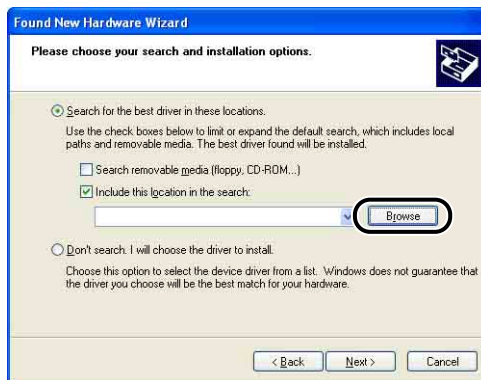 Found New Hardware Wizard
Please choose your search and installation options.
Search for the best driver in these locations.
Use the check boxes below to limit or expand the default search, which includes local
paths and removable media. The best driver found will be installed.
Search removable media (floppy, CD-ROM...)
Include this location in the search:
Browse
Don't search. I will choose the driver to install.
Choose this option to select the device driver from a list. Windows does not guarantee that
the driver you choose will be the best match for your hardware.
< Back Next > Cancel